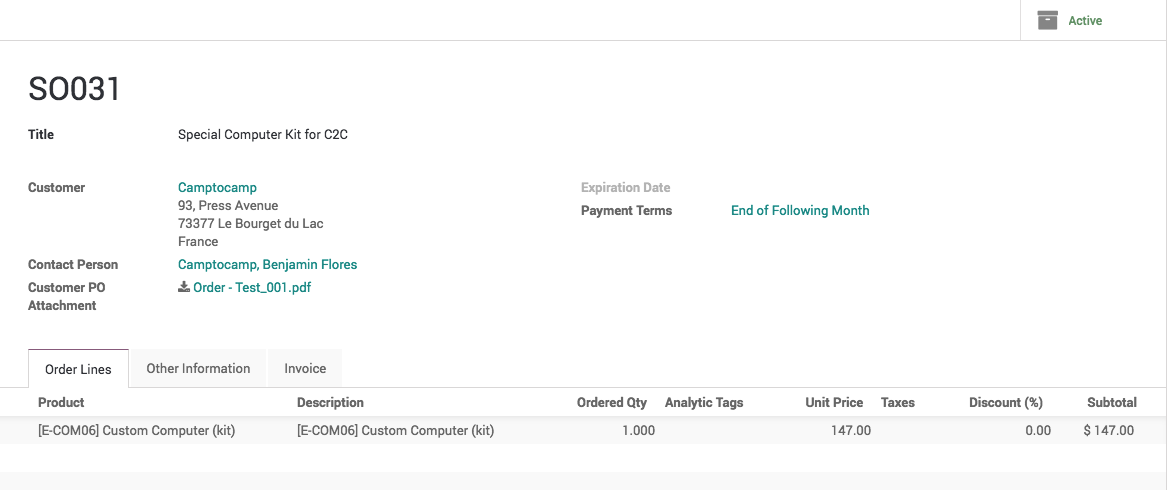 Active
SO031
Title Special Computer Kit for C2C
Customer Camptocamp
93, Press Avenue
73377 Le Bourget du Lac
France
Expiration Date
Payment Terms End of Following Month
Contact Person Camptocamp, Benjamin Flores
Customer PO Attachment Order - Test_001.pdf
Order Lines Other Information Invoice
Product Description Ordered Qty Analytic Tags Unit Price Taxes Discount (%) Subtotal
[E-COM06] Custom Computer (kit) [E-COM06] Custom Computer (kit) 1.000 147.00 0.00 $ 147.00